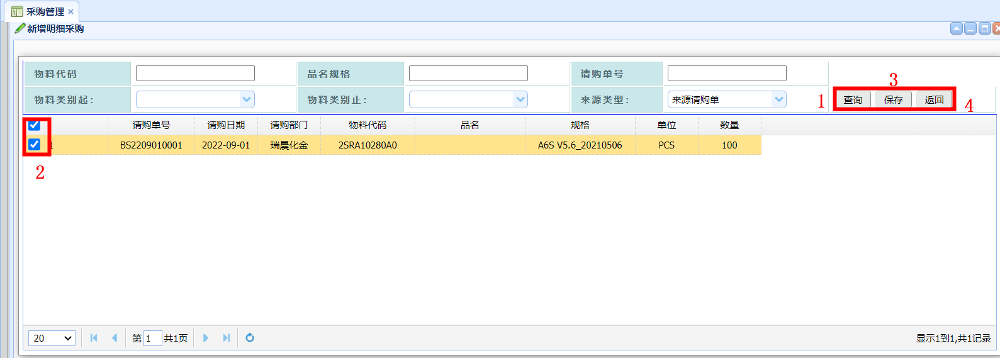 采购管理
新增明细采购
物料代码 品名规格 请购单号
3
物料类别起： 物料类别止： 来源类型： 来源请购单 1 查询 保存 返回 4
请购单号 请购日期 请购部门 物料代码 品名 规格 单位 数量
1 BS2209010001 2022-09-01 瑞晨化金 2SRA10280A0 A6S V5.6_20210506 PCS 100
2
20 第 1 共1页 显示1到1,共1记录